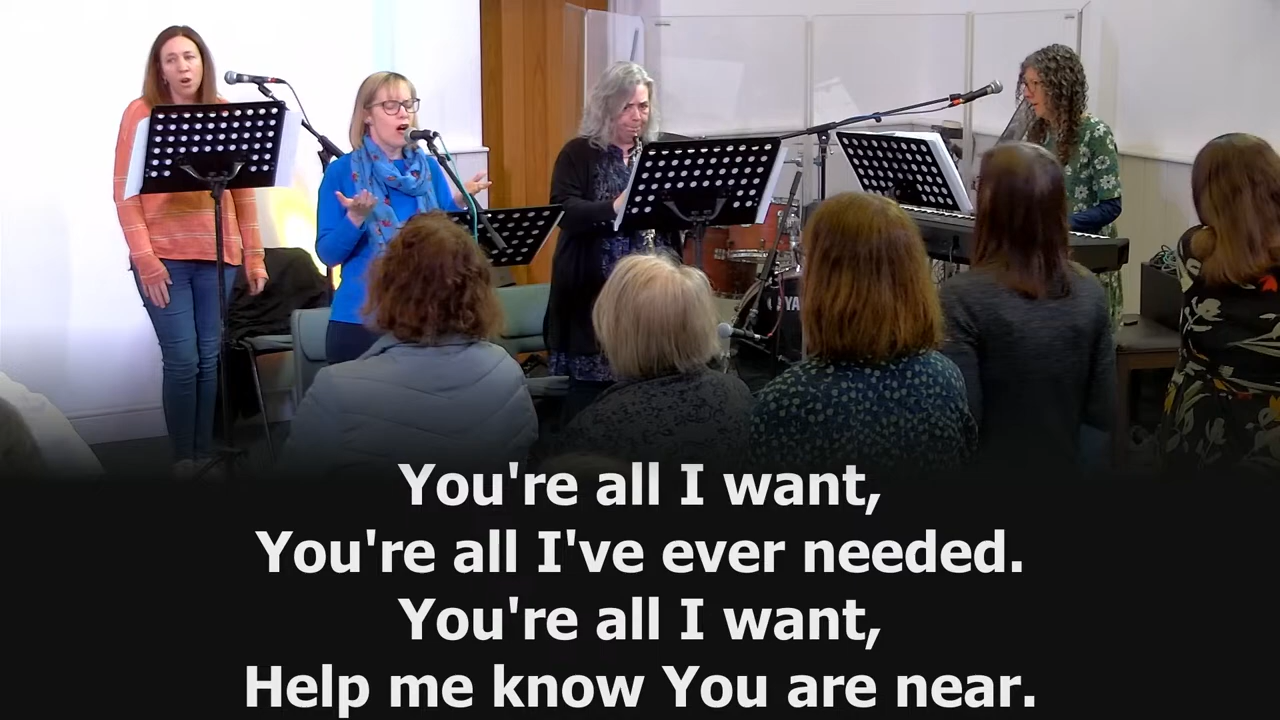 YA
You're all I want,
You're all I've ever needed.
You're all I want,
Help me know You are near.